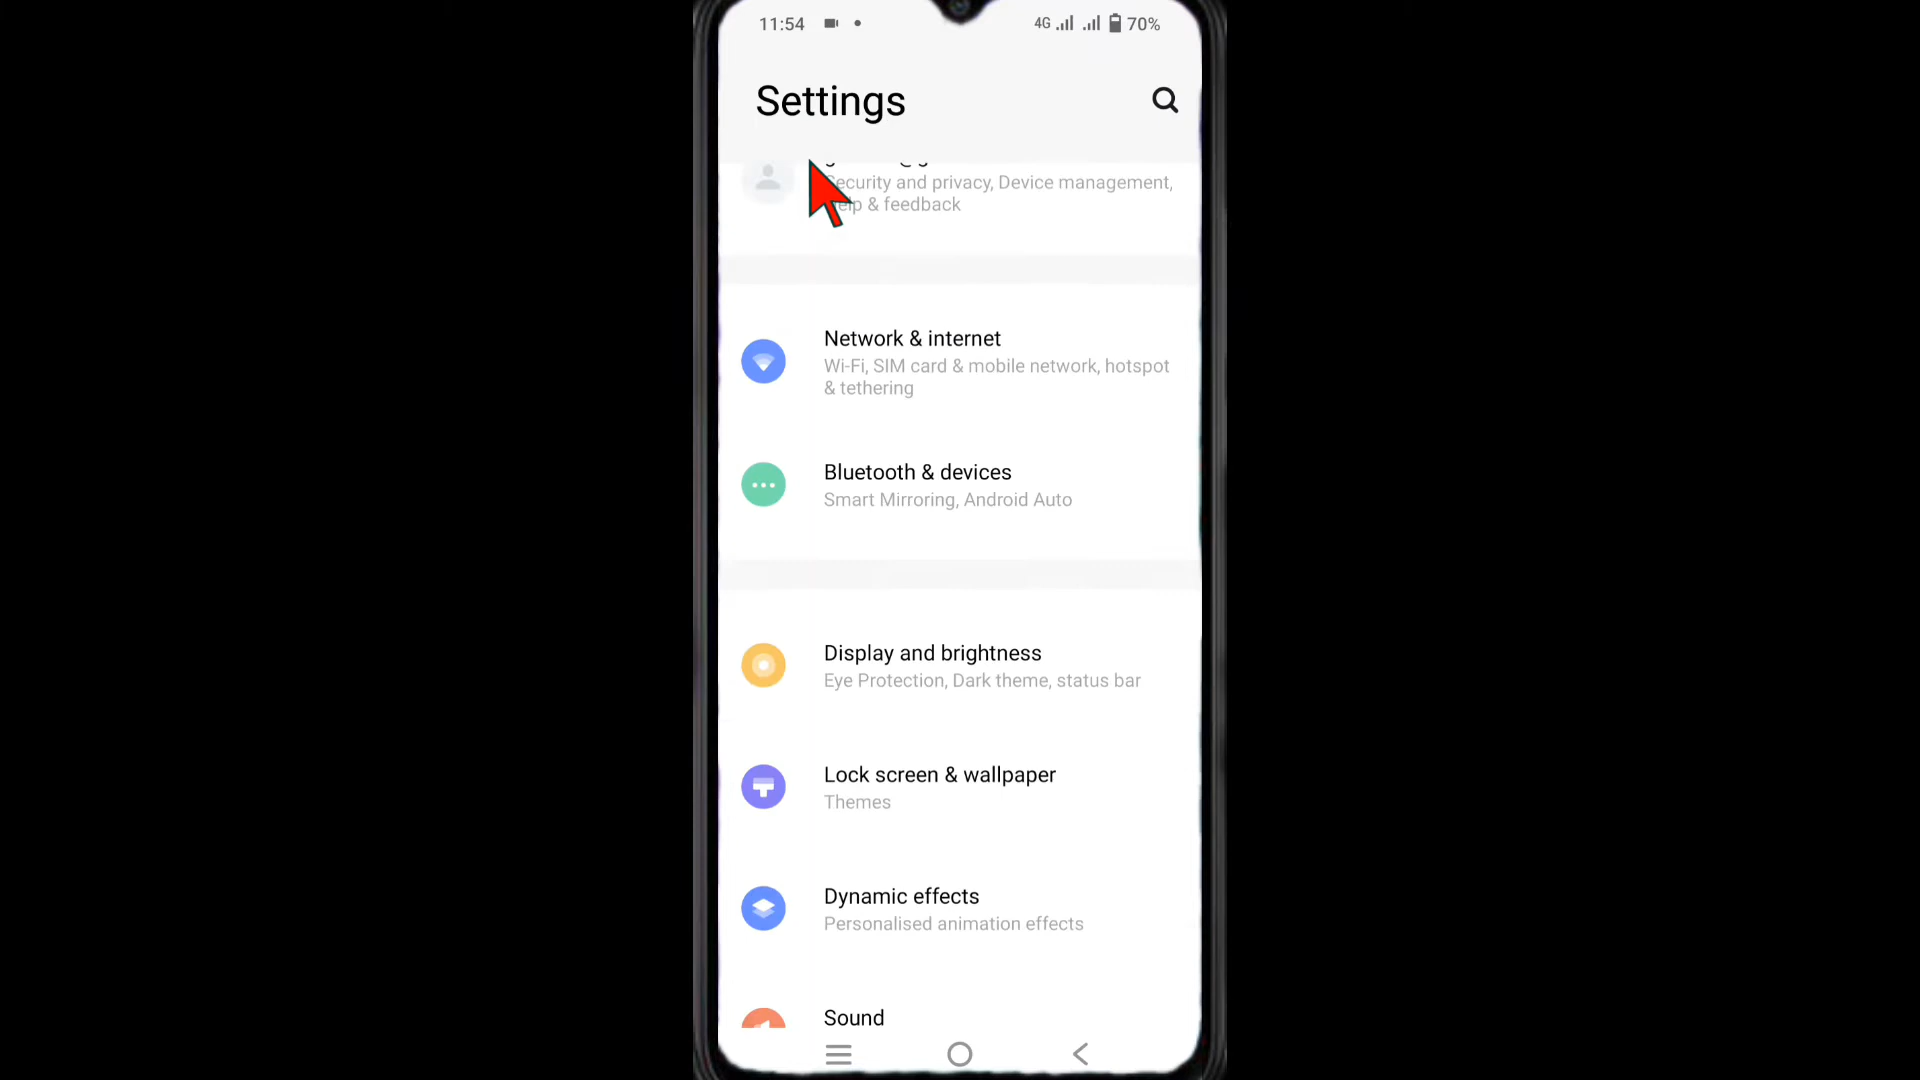 11:54
4G 70%
Settings
Security and privacy, Device management,
& feedback
Network & internet
Wi-Fi, SIM card & mobile network, hotspot
& tethering
Bluetooth & devices
Smart Mirroring, Android Auto
Display and brightness
Eye Protection, Dark theme, status bar
Lock screen & wallpaper
Themes
Dynamic effects
Personalised animation effects
Sound